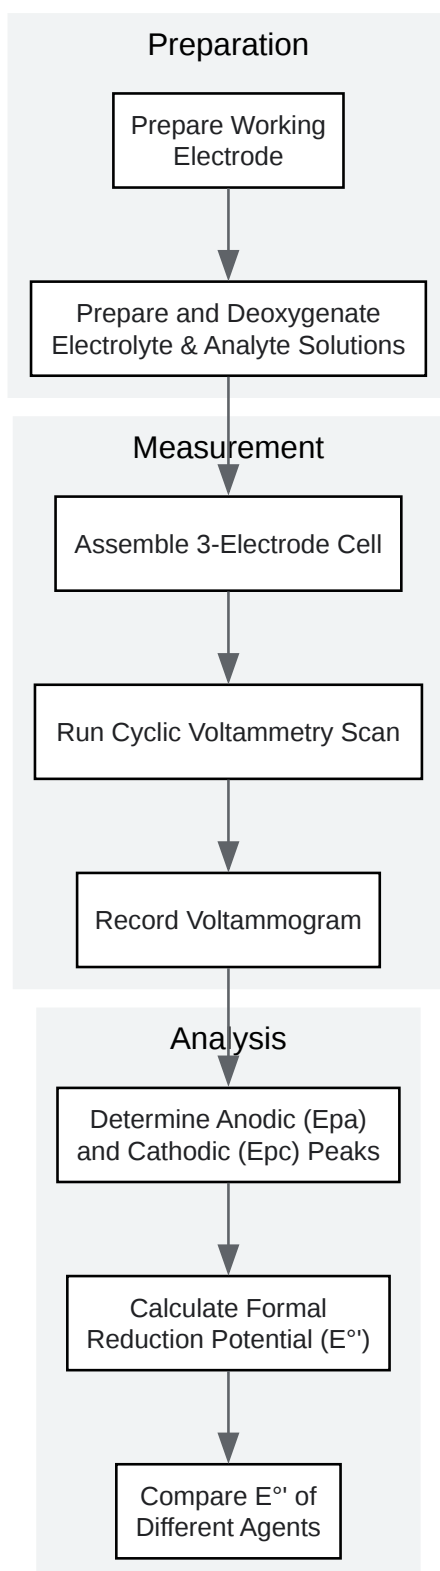 Preparation
Prepare Working
Electrode
Prepare and Deoxygenate
Electrolyte & Analyte Solutions
Measurement
Assemble 3-Electrode Cell
Run Cyclic Voltammetry Scan
Record Voltammogram
Analysis
Determine Anodic (Epa)
and Cathodic (Epc) Peaks
Calculate Formal
Reduction Potential (E°')
Compare E°' of
Different Agents